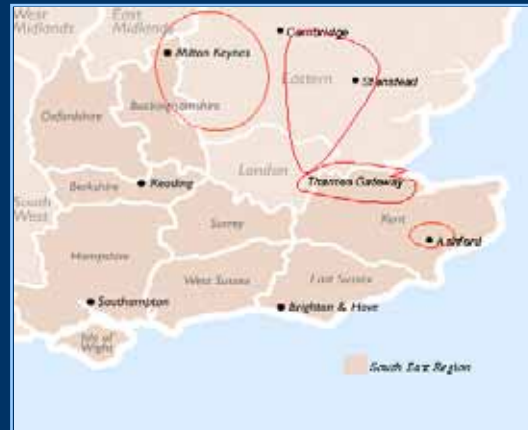 West
Midlands
East
Midlands
Cambridge
Milton Keynes
Eastern
Stanstead
Buckinghamshire
Oxfordshire
London
Thames Gateway
Berkshire
Reading
South
West
Kent
Surrey
Ashford
Hampshire
West Sussex
East Sussex
Southampton
Brighton & Hove
Isle of
Wight
South East Region